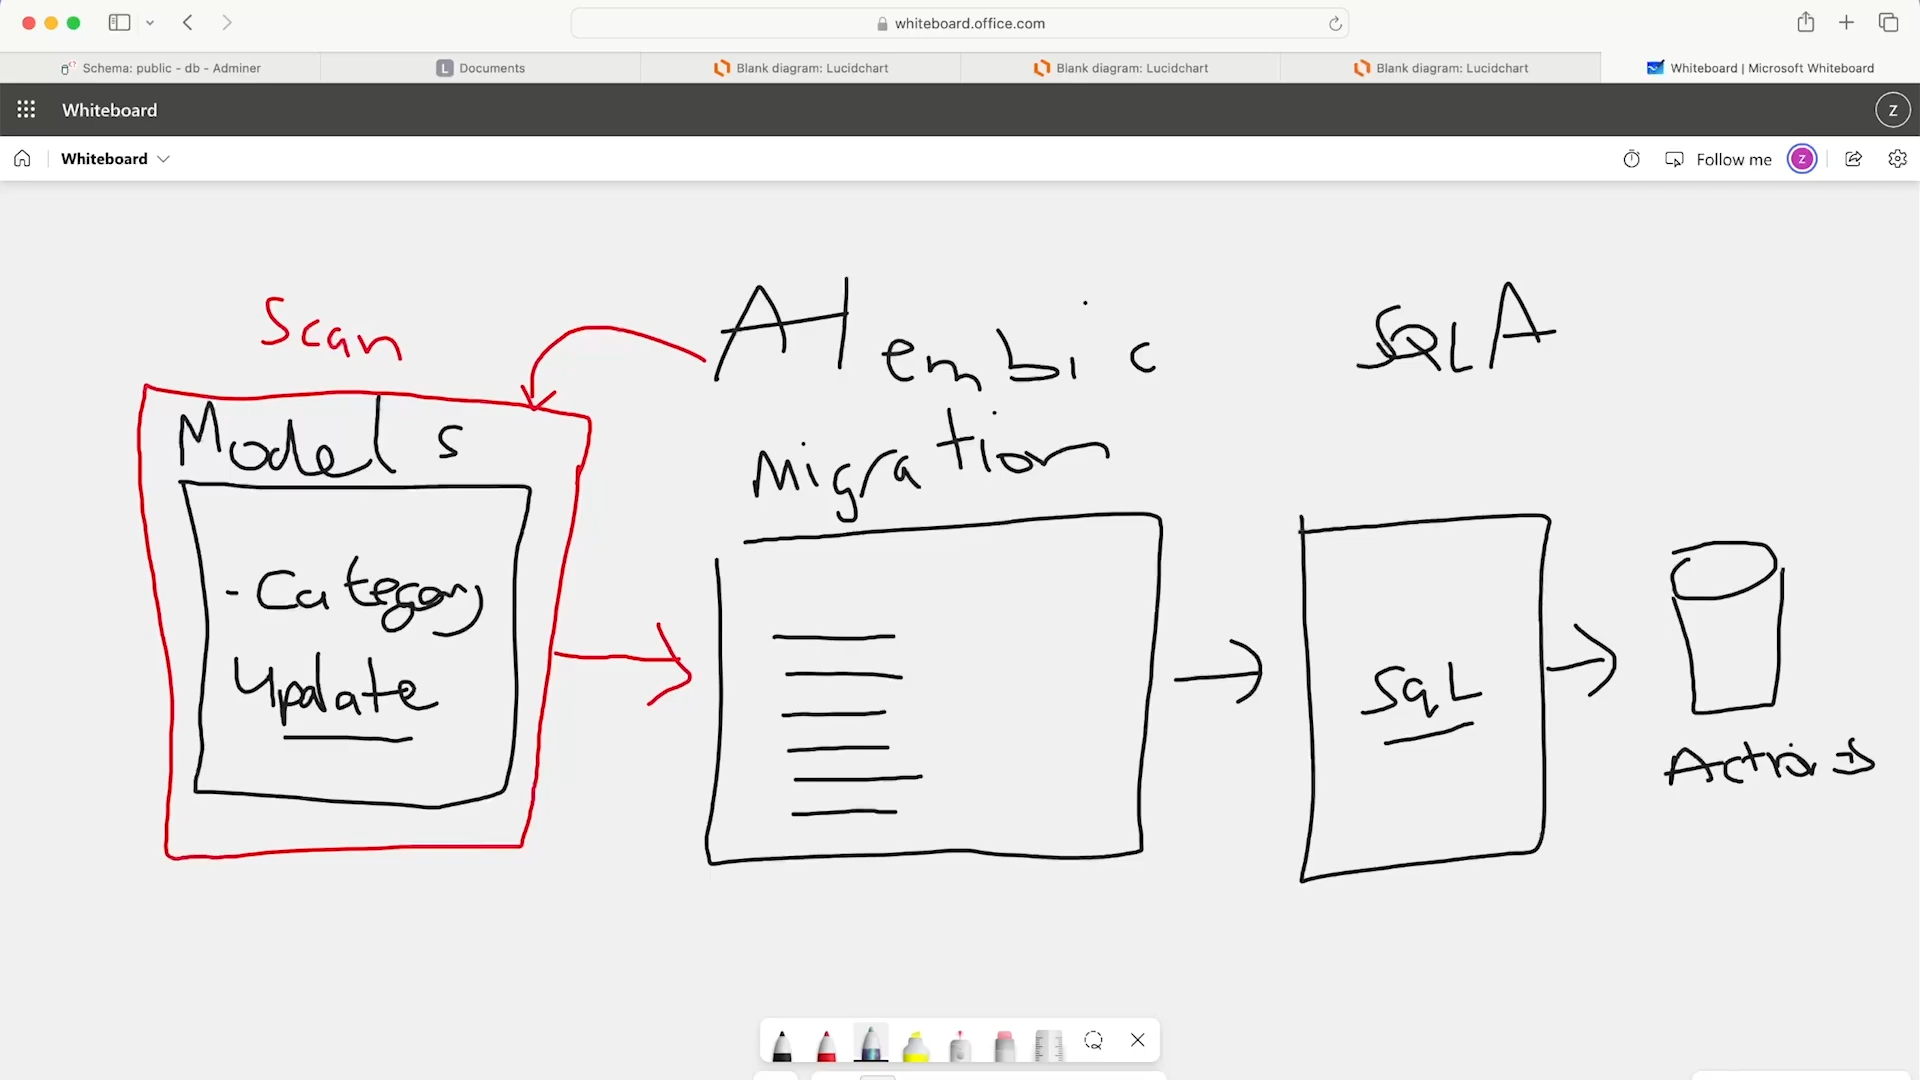 whiteboard.office.com
Schema: public - db - Adminer
L Documents
Blank diagram: Lucidchart
Blank diagram: Lucidchart
Blank diagram: Lucidchart
Whiteboard | Microsoft Whiteboard
Whiteboard
Z
Whiteboard
Follow me
Z
Scan
Alembic
SQLA
Models
Migration
- Category
Update
SQL
Actions